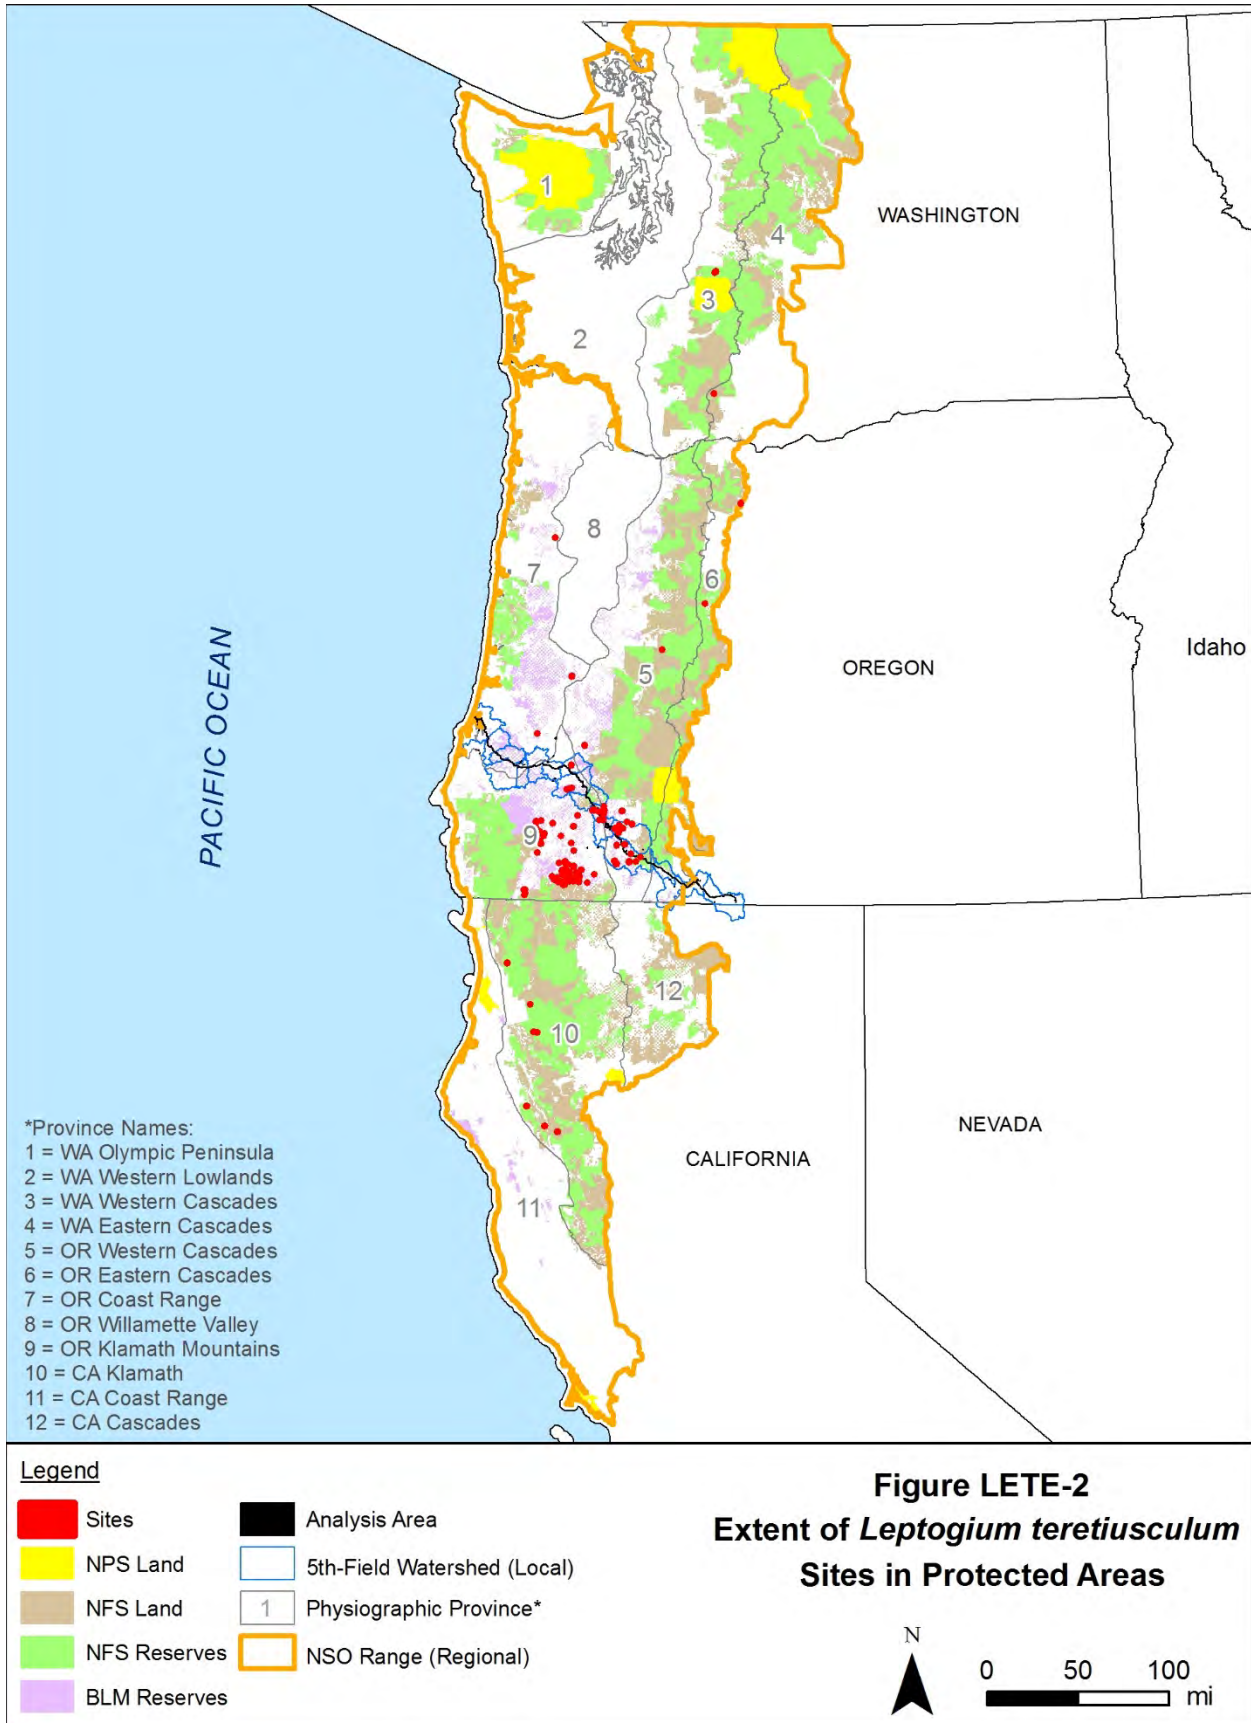 1
WASHINGTON
4
3
2
8
7
6
Idaho
OREGON
5
PACIFIC OCEAN
9
12
10
NEVADA
CALIFORNIA
11
*Province Names:
1 = WA Olympic Peninsula
2 = WA Western Lowlands
3 = WA Western Cascades
4 = WA Eastern Cascades
5 = OR Western Cascades
6 = OR Eastern Cascades
7 = OR Coast Range
8 = OR Willamette Valley
9 = OR Klamath Mountains
10 = CA Klamath
11 = CA Coast Range
12 = CA Cascades
Legend
Sites
NPS Land
NFS Land
NFS Reserves
BLM Reserves
Analysis Area
5th-Field Watershed (Local)
1 Physiographic Province*
NSO Range (Regional)
Figure LETE-2
Extent of Leptogium teretiusculum
Sites in Protected Areas
N
0 50 100
mi